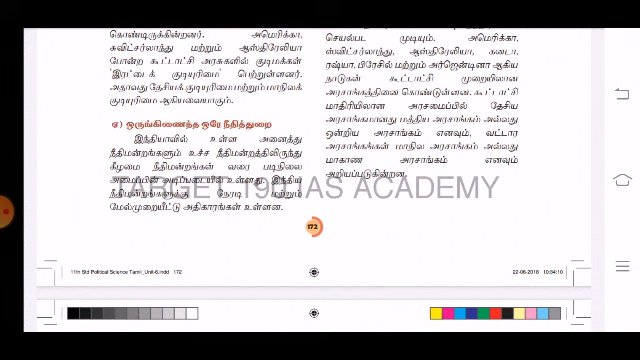 கொண்டிருக்கின்றனர். அமெரிக்கா,
சுவிட்சர்லாந்து மற்றும் ஆஸ்திரேலியா
போன்ற கூட்டாட்சி அரசுகளில் குடிமக்கள்
'இரட்டைக் குடியுரிமை' பெற்றுள்ளனர்.
அதாவது தேசியக் குடியுரிமை மற்றும் மாநிலக்
குடியுரிமை ஆகியவையாகும்.
ஏ) ஒருங்கிணைந்த ஒரே நீதித்துறை
இந்தியாவில் உள்ள அனைத்து
நீதிமன்றங்களும் உச்ச நீதிமன்றத்திலிருந்து
கீழமை நீதிமன்றங்கள் வரை படிநிலை
அமைப்பின் அடிப்படையில் உள்ளது. இந்திய
நீதிமன்றங்களுக்கு நேரடி மற்றும்
மேல்முறையீட்டு அதிகாரங்கள் உள்ளன.
செயல்பட முடியும். அமெரிக்கா,
ஸ்விட்சர்லாந்து, ஆஸ்திரேலியா, கனடா,
ரஷ்யா, பிரேசில் மற்றும் அர்ஜென்டினா ஆகிய
நாடுகள் கூட்டாட்சி முறையிலான
அரசாங்கத்தினை கொண்டுள்ளன. கூட்டாட்சி
மாதிரியிலான அரசமைப்பில் தேசிய
அரசாங்கமானது மத்திய அரசாங்கம் அல்லது
ஒன்றிய அரசாங்கம் எனவும், வட்டார
அரசாங்கங்கள் மாநில அரசாங்கம் அல்லது
மாகாண அரசாங்கம் எனவும்
அறியப்படுகின்றன.
TARGET 19 IAS ACADEMY
172
11th Std Political Science Tamil_Unit-6.indd 172
22-06-2018 10:34:10